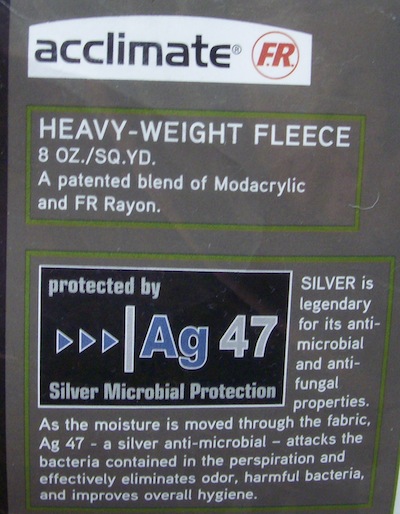 acclimate® F.R.
HEAVY-WEIGHT FLEECE
8 OZ./SQ.YD.
A patented blend of Modacrylic
and FR Rayon.
protected by
Ag 47
Silver Microbial Protection
SILVER is
legendary
for its anti-
microbial
and anti-
fungal
properties.
As the moisture is moved through the fabric,
Ag 47 - a silver anti-microbial – attacks the
bacteria contained in the perspiration and
effectively eliminates odor, harmful bacteria,
and improves overall hygiene.